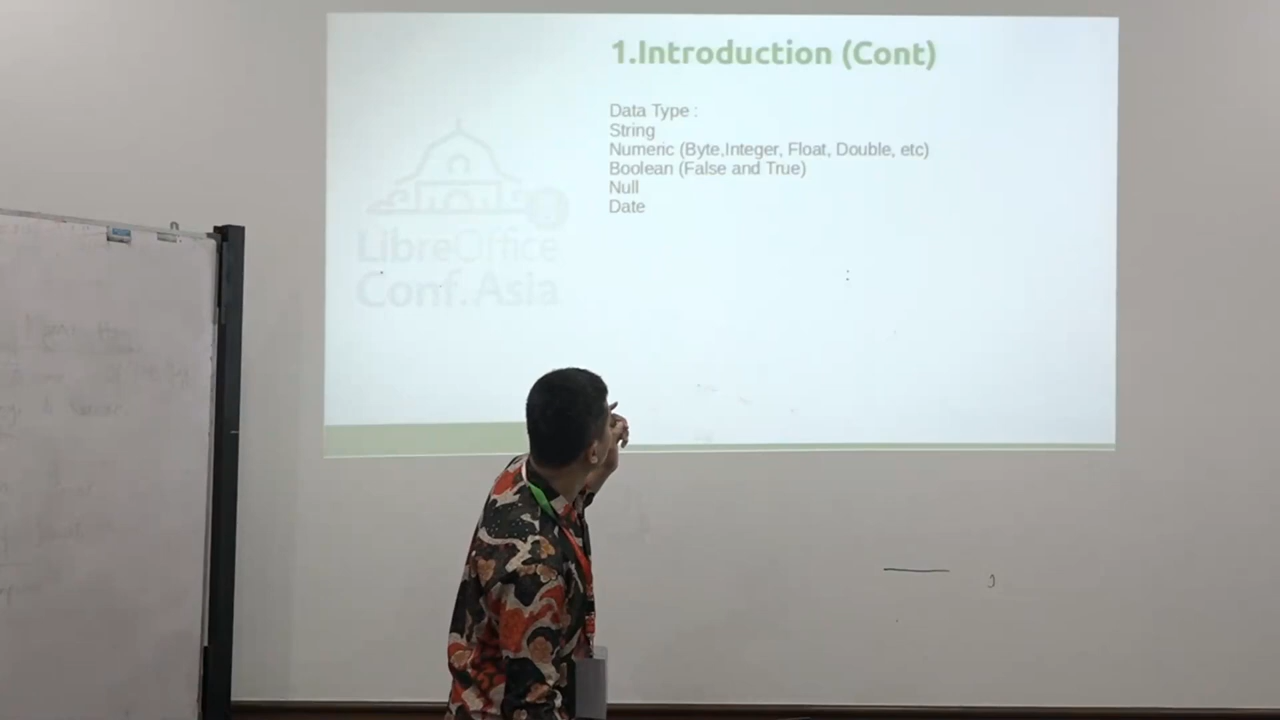 1.Introduction (Cont)
Data Type :
String
Numeric (Byte,Integer, Float, Double, etc)
Boolean (False and True)
Null
Date
LibreOffice
Conf.Asia